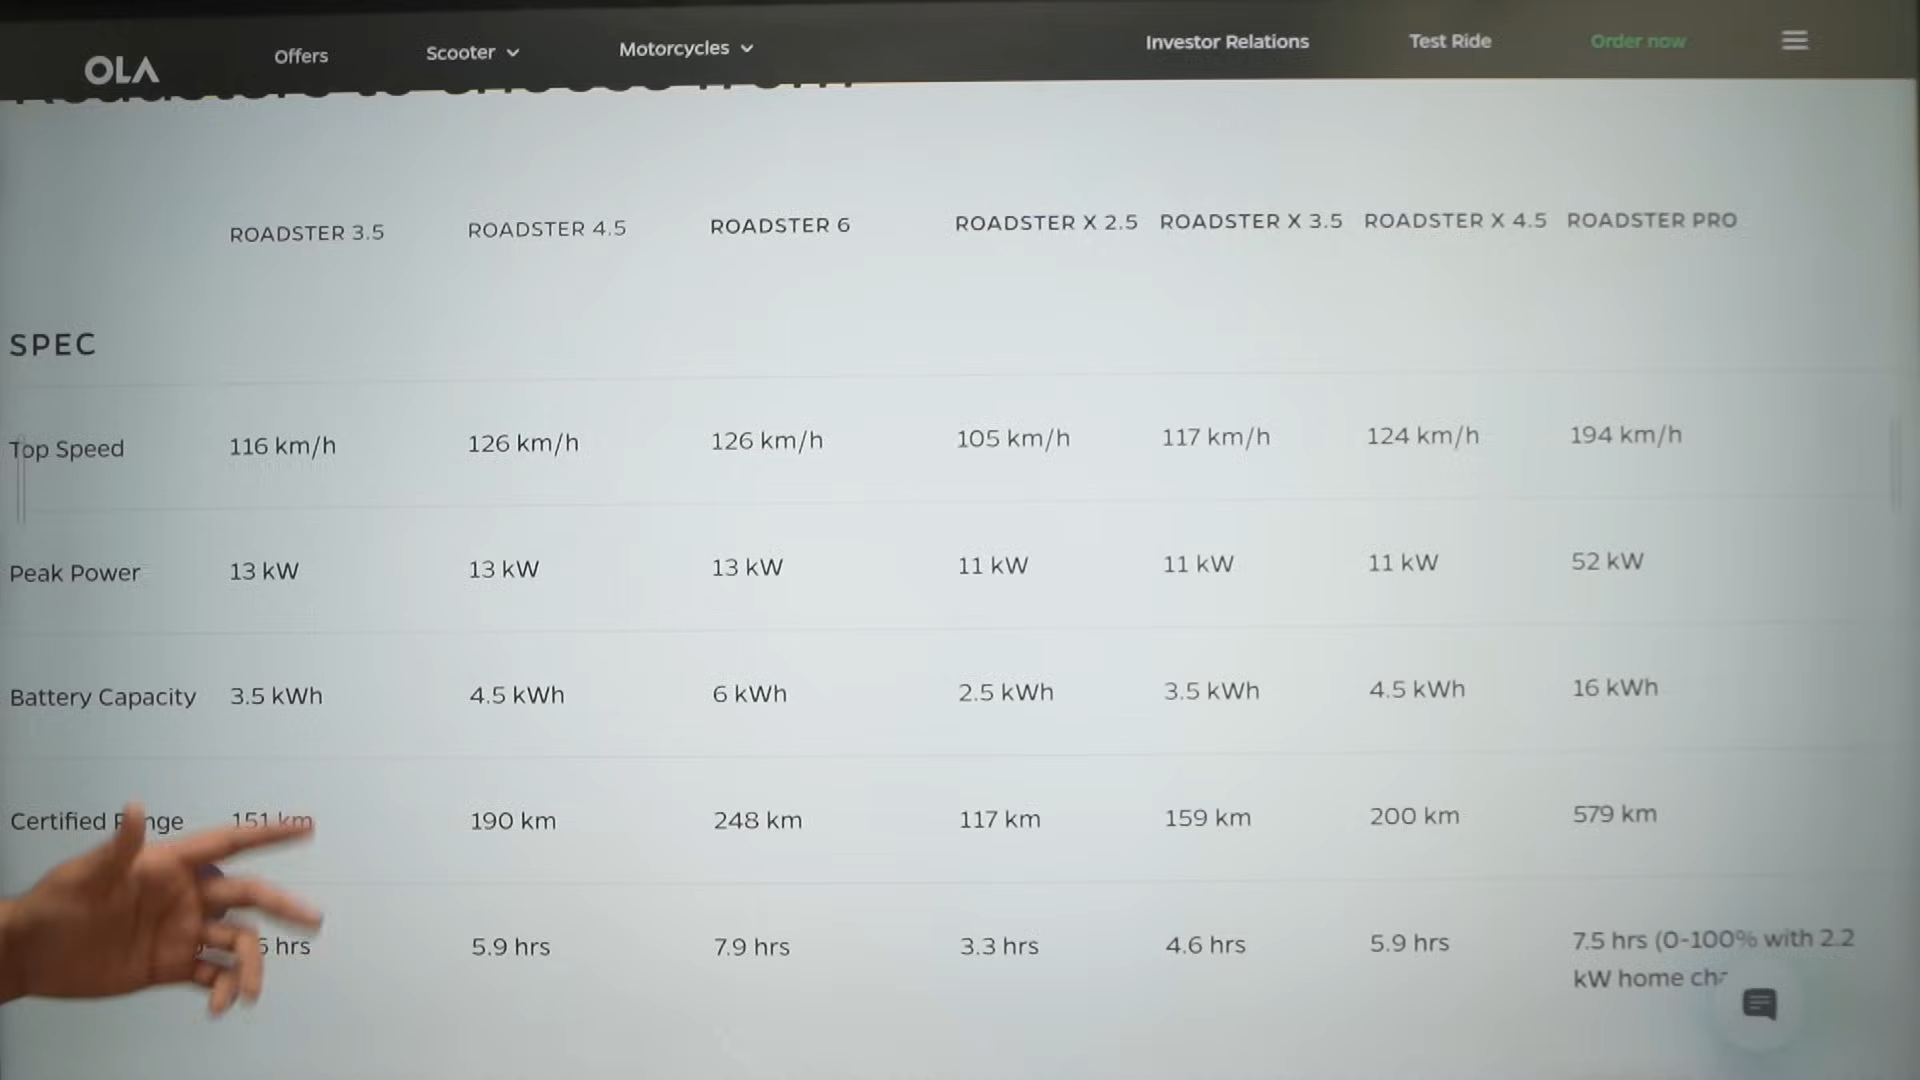 OLA
Offers
Scooter
Motorcycles
Investor Relations
Test Ride
Order now
ROADSTER 3.5 ROADSTER 4.5 ROADSTER 6 ROADSTER X 2.5 ROADSTER X 3.5 ROADSTER X 4.5 ROADSTER PRO
SPEC
Top Speed 116 km/h 126 km/h 126 km/h 105 km/h 117 km/h 124 km/h 194 km/h
Peak Power 13 kW 13 kW 13 kW 11 kW 11 kW 11 kW 52 kW
Battery Capacity 3.5 kWh 4.5 kWh 6 kWh 2.5 kWh 3.5 kWh 4.5 kWh 16 kWh
Certified 151 km 190 km 248 km 117 km 159 km 200 km 579 km
hrs 5.9 hrs 7.9 hrs 3.3 hrs 4.6 hrs 5.9 hrs 7.5 hrs (0-100% with 2.2
kW home